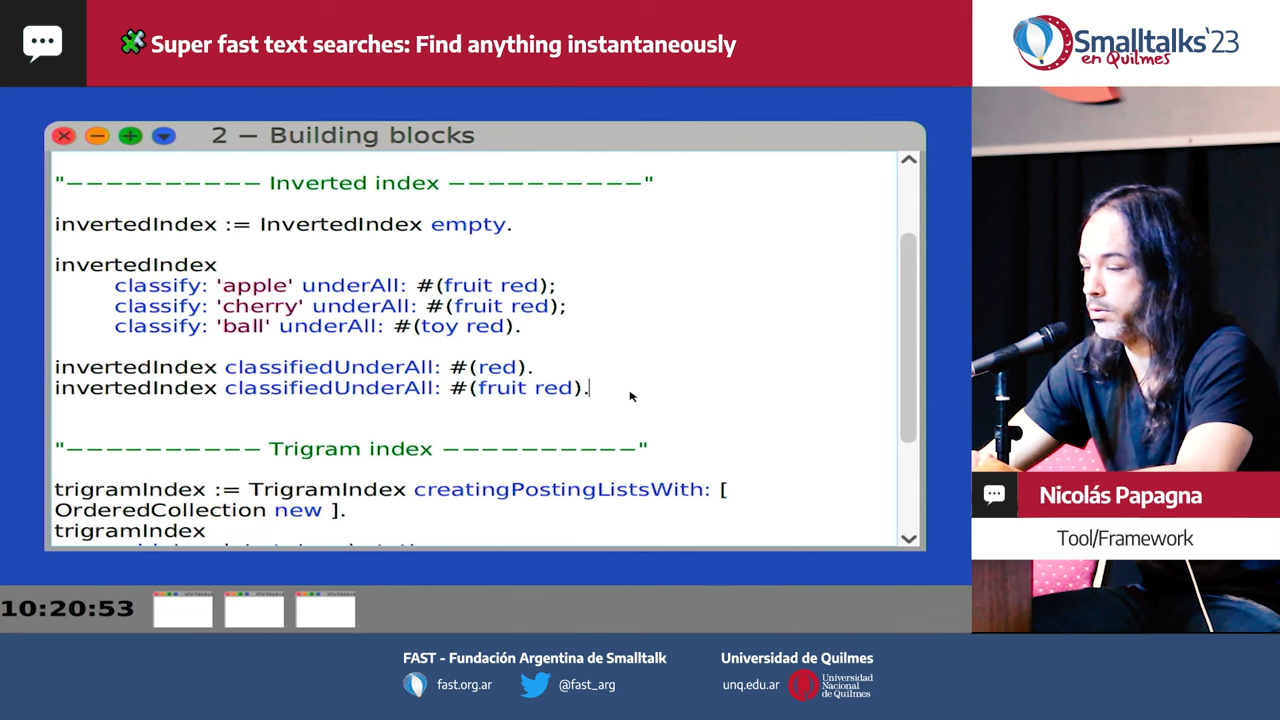 Super fast text searches: Find anything instantaneously
Smalltalks'23
en Quilmes
2 — Building blocks
"—————————— Inverted index ——————————"
invertedIndex := InvertedIndex empty.
invertedIndex
classify: 'apple' underAll: #(fruit red);
classify: 'cherry' underAll: #(fruit red);
classify: 'ball' underAll: #(toy red).
invertedIndex classifiedUnderAll: #(red).
invertedIndex classifiedUnderAll: #(fruit red).
"—————————— Trigram index ——————————"
trigramIndex := TrigramIndex creatingPostingListsWith: [
OrderedCollection new ].
trigramIndex
Nicolás Papagna
Tool/Framework
10:20:53
FAST - Fundación Argentina de Smalltalk
fast.org.ar
@fast_arg
Universidad de Quilmes
unq.edu.ar
Universidad
Nacional
de Quilmes